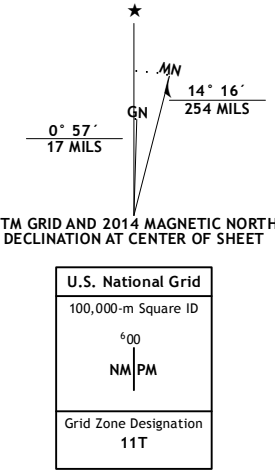 ★
MN
GN
14° 16´
254 MILS
0° 57´
17 MILS
TM GRID AND 2014 MAGNETIC NORTH
DECLINATION AT CENTER OF SHEET
U.S. National Grid
100,000-m Square ID
⁶00
NM PM
Grid Zone Designation
11T